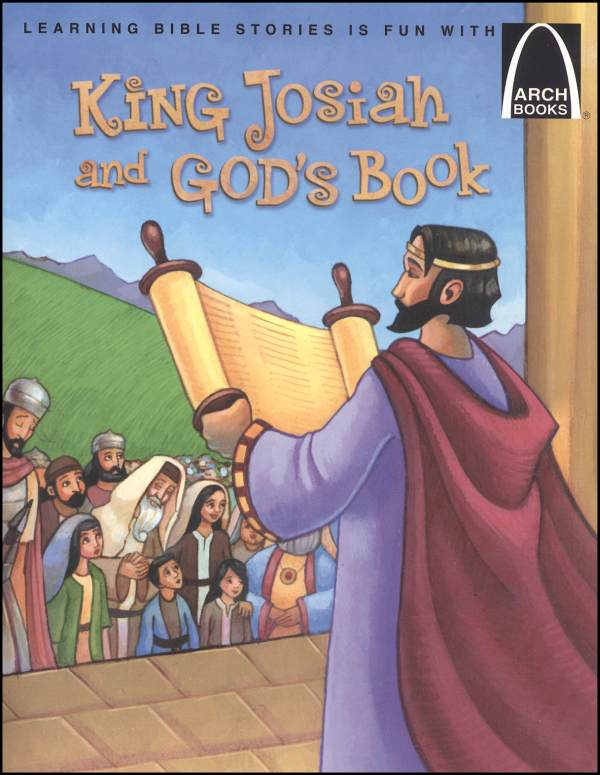 LEARNING BIBLE STORIES IS FUN WITH
ARCH
BOOKS®
King Josiah
and GOD'S BOOK